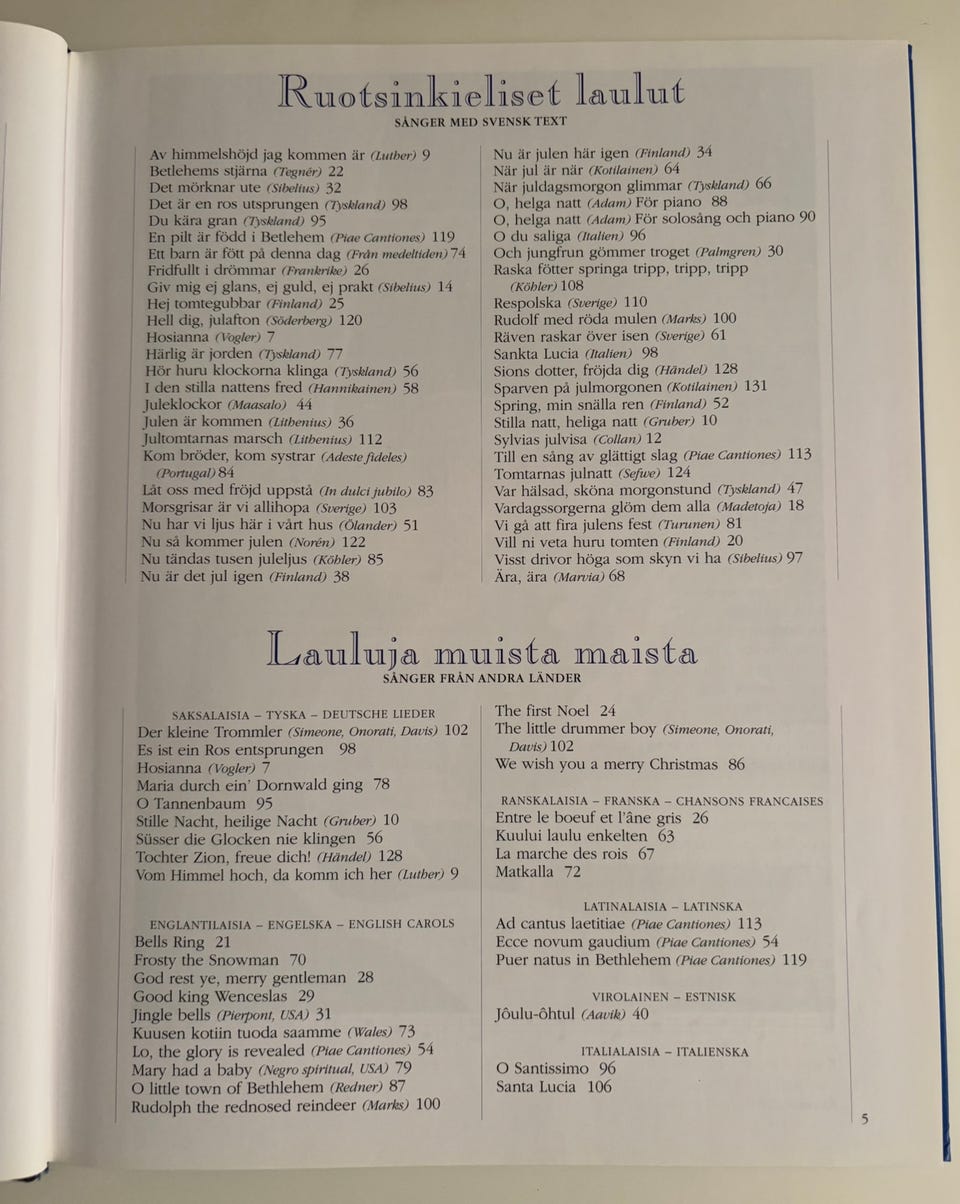 Ruotsinkieliset laulut
SÅNGER MED SVENSK TEXT
Av himmelshöjd jag kommen är (Luther) 9
Betlehems stjärna (Tegnér) 22
Det mörknar ute (Sibelius) 32
Det är en ros utsprungen (Tyskland) 98
Du kära gran (Tyskland) 95
En pilt är född i Betlehem (Piae Cantiones) 119
Ett barn är fött på denna dag (Från medeltiden) 74
Fridfullt i drömmar (Frankrike) 26
Giv mig ej glans, ej guld, ej prakt (Sibelius) 14
Hej tomtegubbar (Finland) 25
Hell dig, julafton (Söderberg) 120
Hosianna (Vogler) 7
Härlig är jorden (Tyskland) 77
Hör huru klockorna klinga (Tyskland) 56
I den stilla nattens fred (Hannikainen) 58
Juleklockor (Maasalo) 44
Julen är kommen (Lithenius) 36
Jultomtarnas marsch (Lithenius) 112
Kom bröder, kom systrar (Adeste fideles)
(Portugal) 84
Låt oss med fröjd uppstå (In dulci jubilo) 83
Morsgrisar är vi allihopa (Sverige) 103
Nu har vi ljus här i vårt hus (Ölander) 51
Nu så kommer julen (Norén) 122
Nu tändas tusen juleljus (Köhler) 85
Nu är det jul igen (Finland) 38
Nu är julen här igen (Finland) 34
När jul är när (Kotilainen) 64
När juldagsmorgon glimmar (Tyskland) 66
O, helga natt (Adam) För piano 88
O, helga natt (Adam) För solosång och piano 90
O du saliga (Italien) 96
Och jungfrun gömmer troget (Palmgren) 30
Raska fötter springa tripp, tripp, tripp
(Köhler) 108
Respolska (Sverige) 110
Rudolf med röda mulen (Marks) 100
Räven raskar över isen (Sverige) 61
Sankta Lucia (Italien) 98
Sions dotter, fröjda dig (Händel) 128
Sparven på julmorgonen (Kotilainen) 131
Spring, min snälla ren (Finland) 52
Stilla natt, heliga natt (Gruber) 10
Sylvias julvisa (Collan) 12
Till en sång av glättigt slag (Piae Cantiones) 113
Tomtarnas julnatt (Sefwe) 124
Var hälsad, sköna morgonstund (Tyskland) 47
Vardagssorgerna glöm dem alla (Madetoja) 18
Vi gå att fira julens fest (Turunen) 81
Vill ni veta huru tomten (Finland) 20
Visst drivor höga som skyn vi ha (Sibelius) 97
Ära, ära (Marvia) 68
Lauluja muista maista
SÅNGER FRÅN ANDRA LÄNDER
SAKSALAISIA – TYSKA – DEUTSCHE LIEDER
Der kleine Trommler (Simeone, Onorati, Davis) 102
Es ist ein Ros entsprungen 98
Hosianna (Vogler) 7
Maria durch ein' Dornwald ging 78
O Tannenbaum 95
Stille Nacht, heilige Nacht (Gruber) 10
Süsser die Glocken nie klingen 56
Tochter Zion, freue dich! (Händel) 128
Vom Himmel hoch, da komm ich her (Luther) 9
ENGLANTILAISIA – ENGELSKA – ENGLISH CAROLS
Bells Ring 21
Frosty the Snowman 70
God rest ye, merry gentleman 28
Good king Wenceslas 29
Jingle bells (Pierpont, USA) 31
Kuusen kotiin tuoda saamme (Wales) 73
Lo, the glory is revealed (Piae Cantiones) 54
Mary had a baby (Negro spiritual, USA) 79
O little town of Bethlehem (Redner) 87
Rudolph the rednosed reindeer (Marks) 100
The first Noel 24
The little drummer boy (Simeone, Onorati,
Davis) 102
We wish you a merry Christmas 86
RANSKALAISIA – FRANSKA – CHANSONS FRANCAISES
Entre le boeuf et l'âne gris 26
Kuului laulu enkelten 63
La marche des rois 67
Matkalla 72
LATINALAISIA – LATINSKA
Ad cantus laetitiae (Piae Cantiones) 113
Ecce novum gaudium (Piae Cantiones) 54
Puer natus in Bethlehem (Piae Cantiones) 119
VIROLAINEN – ESTNISK
Jôulu-ôhtul (Aavik) 40
ITALIALAISIA – ITALIENSKA
O Santissimo 96
Santa Lucia 106
5